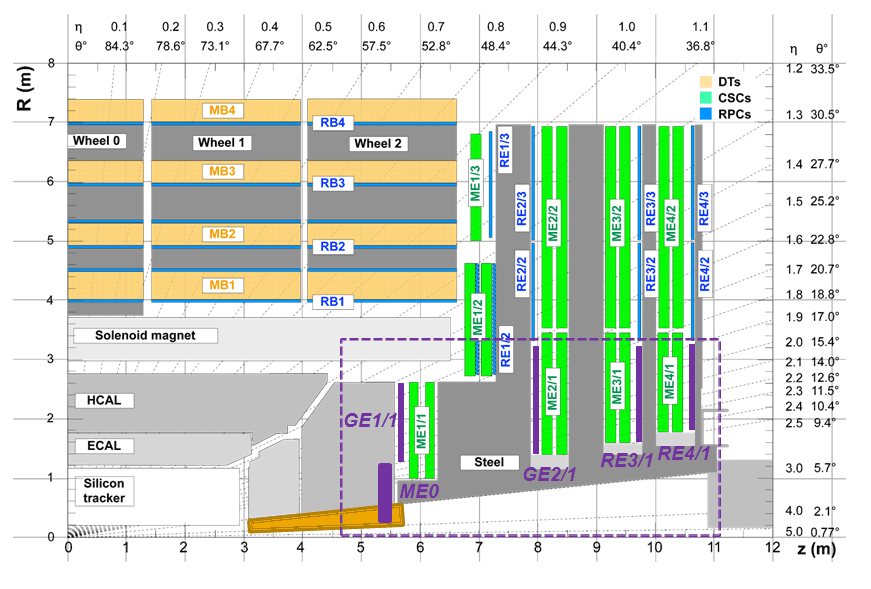 η 0.1 0.2 0.3 0.4 0.5 0.6 0.7 0.8 0.9 1.0 1.1
θ° 84.3° 78.6° 73.1° 67.7° 62.5° 57.5° 52.8° 48.4° 44.3° 40.4° 36.8° η θ°
R (m)
8
7
6
5
4
3
2
1
0
1.2 33.5°
1.3 30.5°
1.4 27.7°
1.5 25.2°
1.6 22.8°
1.7 20.7°
1.8 18.8°
1.9 17.0°
2.0 15.4°
2.1 14.0°
2.2 12.6°
2.3 11.5°
2.4 10.4°
2.5 9.4°
3.0 5.7°
4.0 2.1°
5.0 0.77°
DTs
CSCs
RPCs
MB4
RB4
Wheel 0
Wheel 1
Wheel 2
MB3
RB3
MB2
RB2
MB1
RB1
Solenoid magnet
HCAL
ECAL
Silicon
tracker
Steel
ME1/3
RE1/3
RE2/3
ME2/2
ME3/2
RE3/3
ME4/2
RE4/3
RE2/2
RE3/2
RE4/2
ME1/2
RE1/2
GE1/1
ME1/1
ME2/1
ME3/1
ME4/1
ME0
GE2/1
RE3/1
RE4/1
0 1 2 3 4 5 6 7 8 9 10 11 12
z (m)